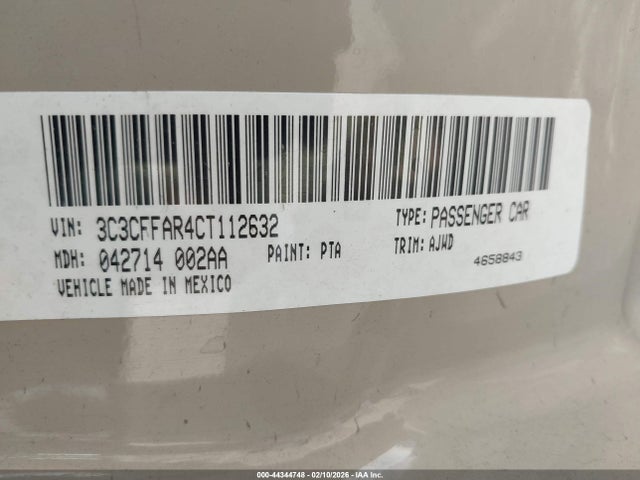 VIN: 3C3CFFAR4CT112632 TYPE: PASSENGER CAR
MDH: 042714 002AA PAINT: PTA TRIM: AJWD
VEHICLE MADE IN MEXICO 4658843
000-44344748 - 02/10/2026 - IAA Inc.